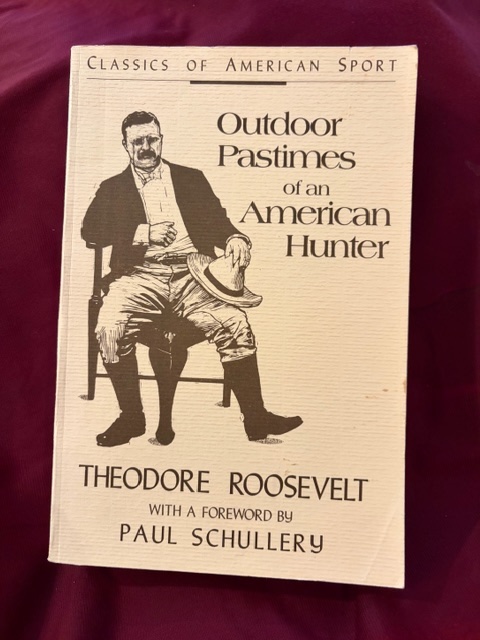 CLASSICS OF AMERICAN SPORT
Outdoor
Pastimes
of an
American
Hunter
THEODORE ROOSEVELT
WITH A FOREWORD BY
PAUL SCHULLERY